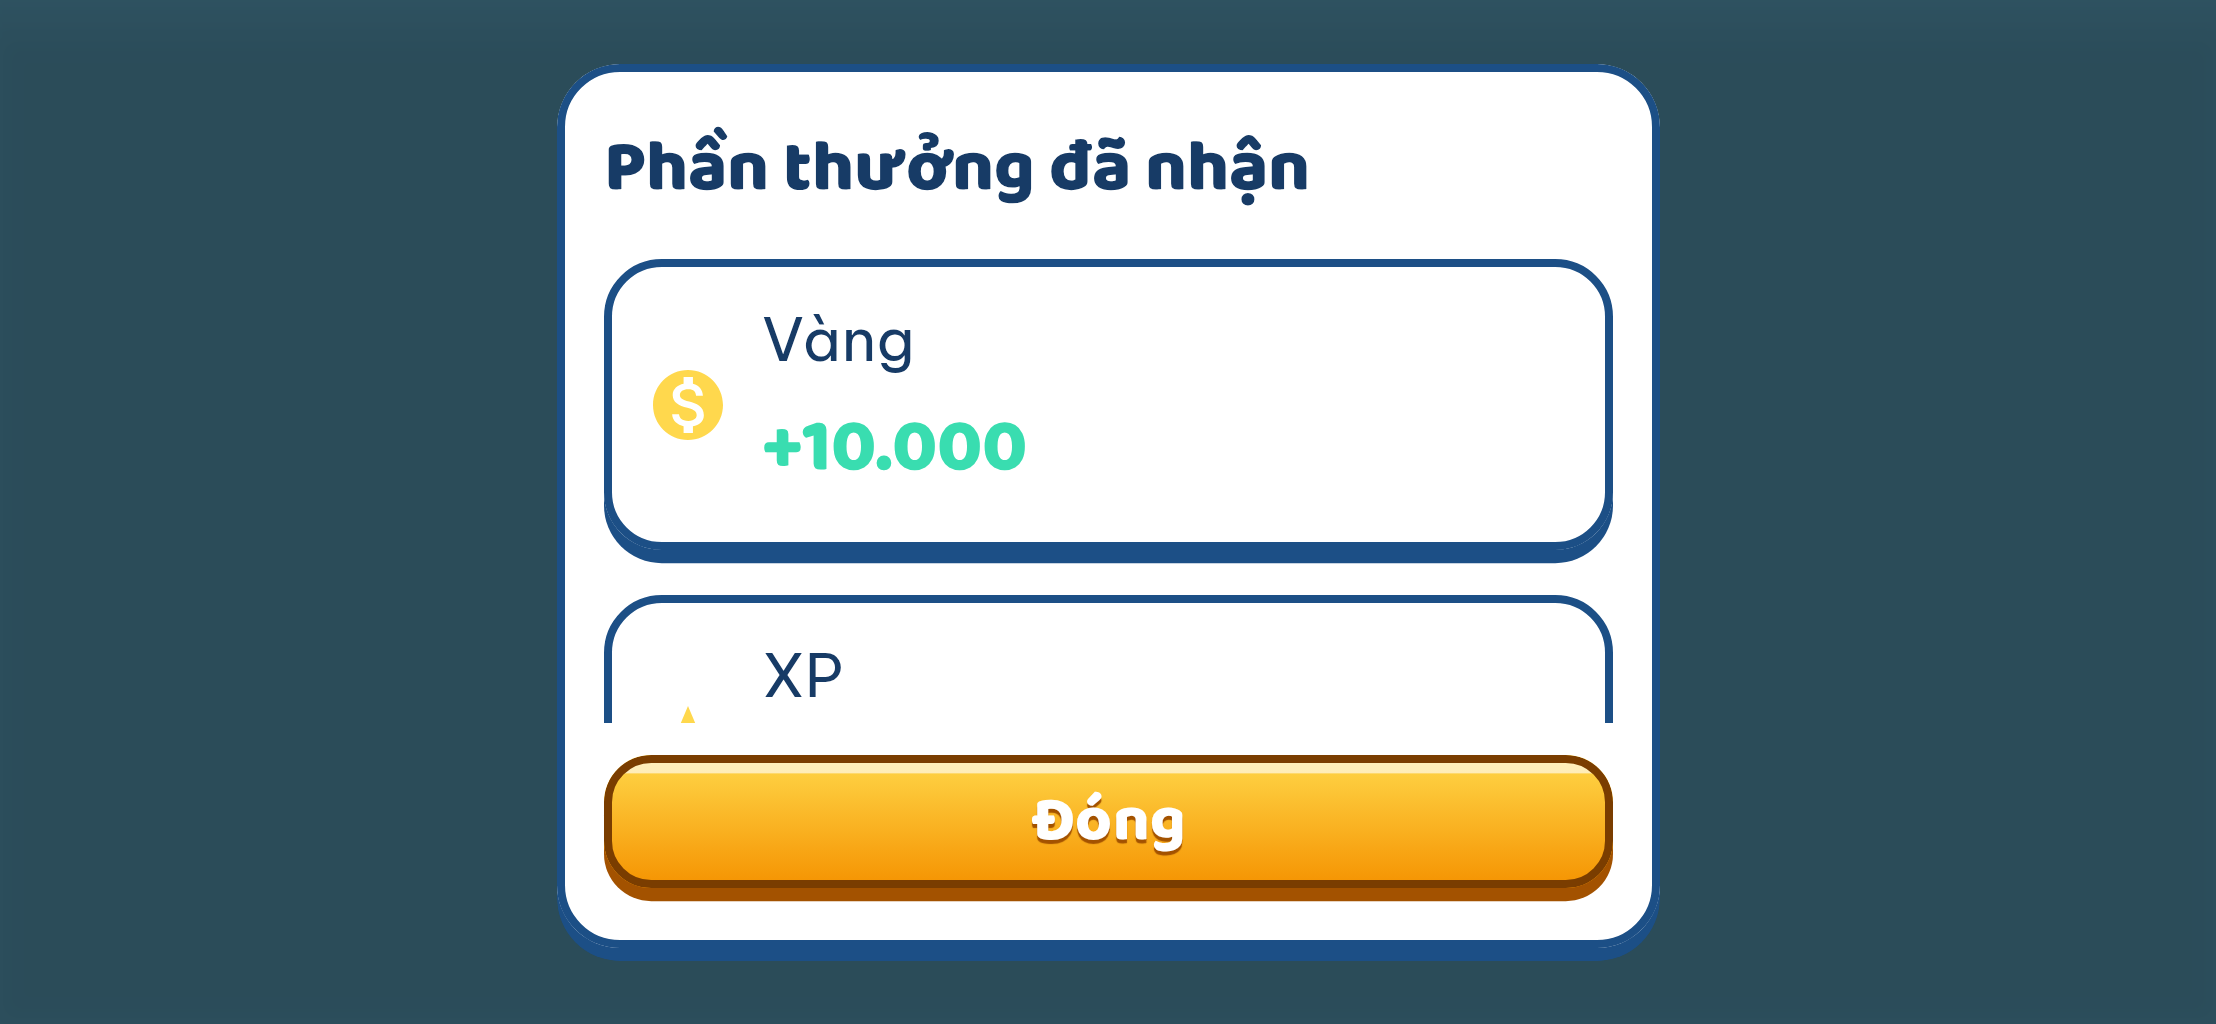 Phần thưởng đã nhận
Vàng
+10.000
XP
Đóng